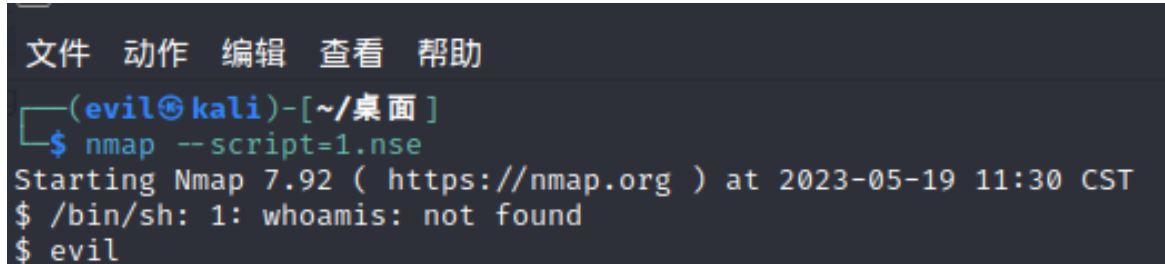 文件 动作 编辑 查看 帮助
┌──(evil㉿kali)-[~/桌面]
└─$ nmap --script=1.nse
Starting Nmap 7.92 ( https://nmap.org ) at 2023-05-19 11:30 CST
$ /bin/sh: 1: whoamis: not found
$ evil